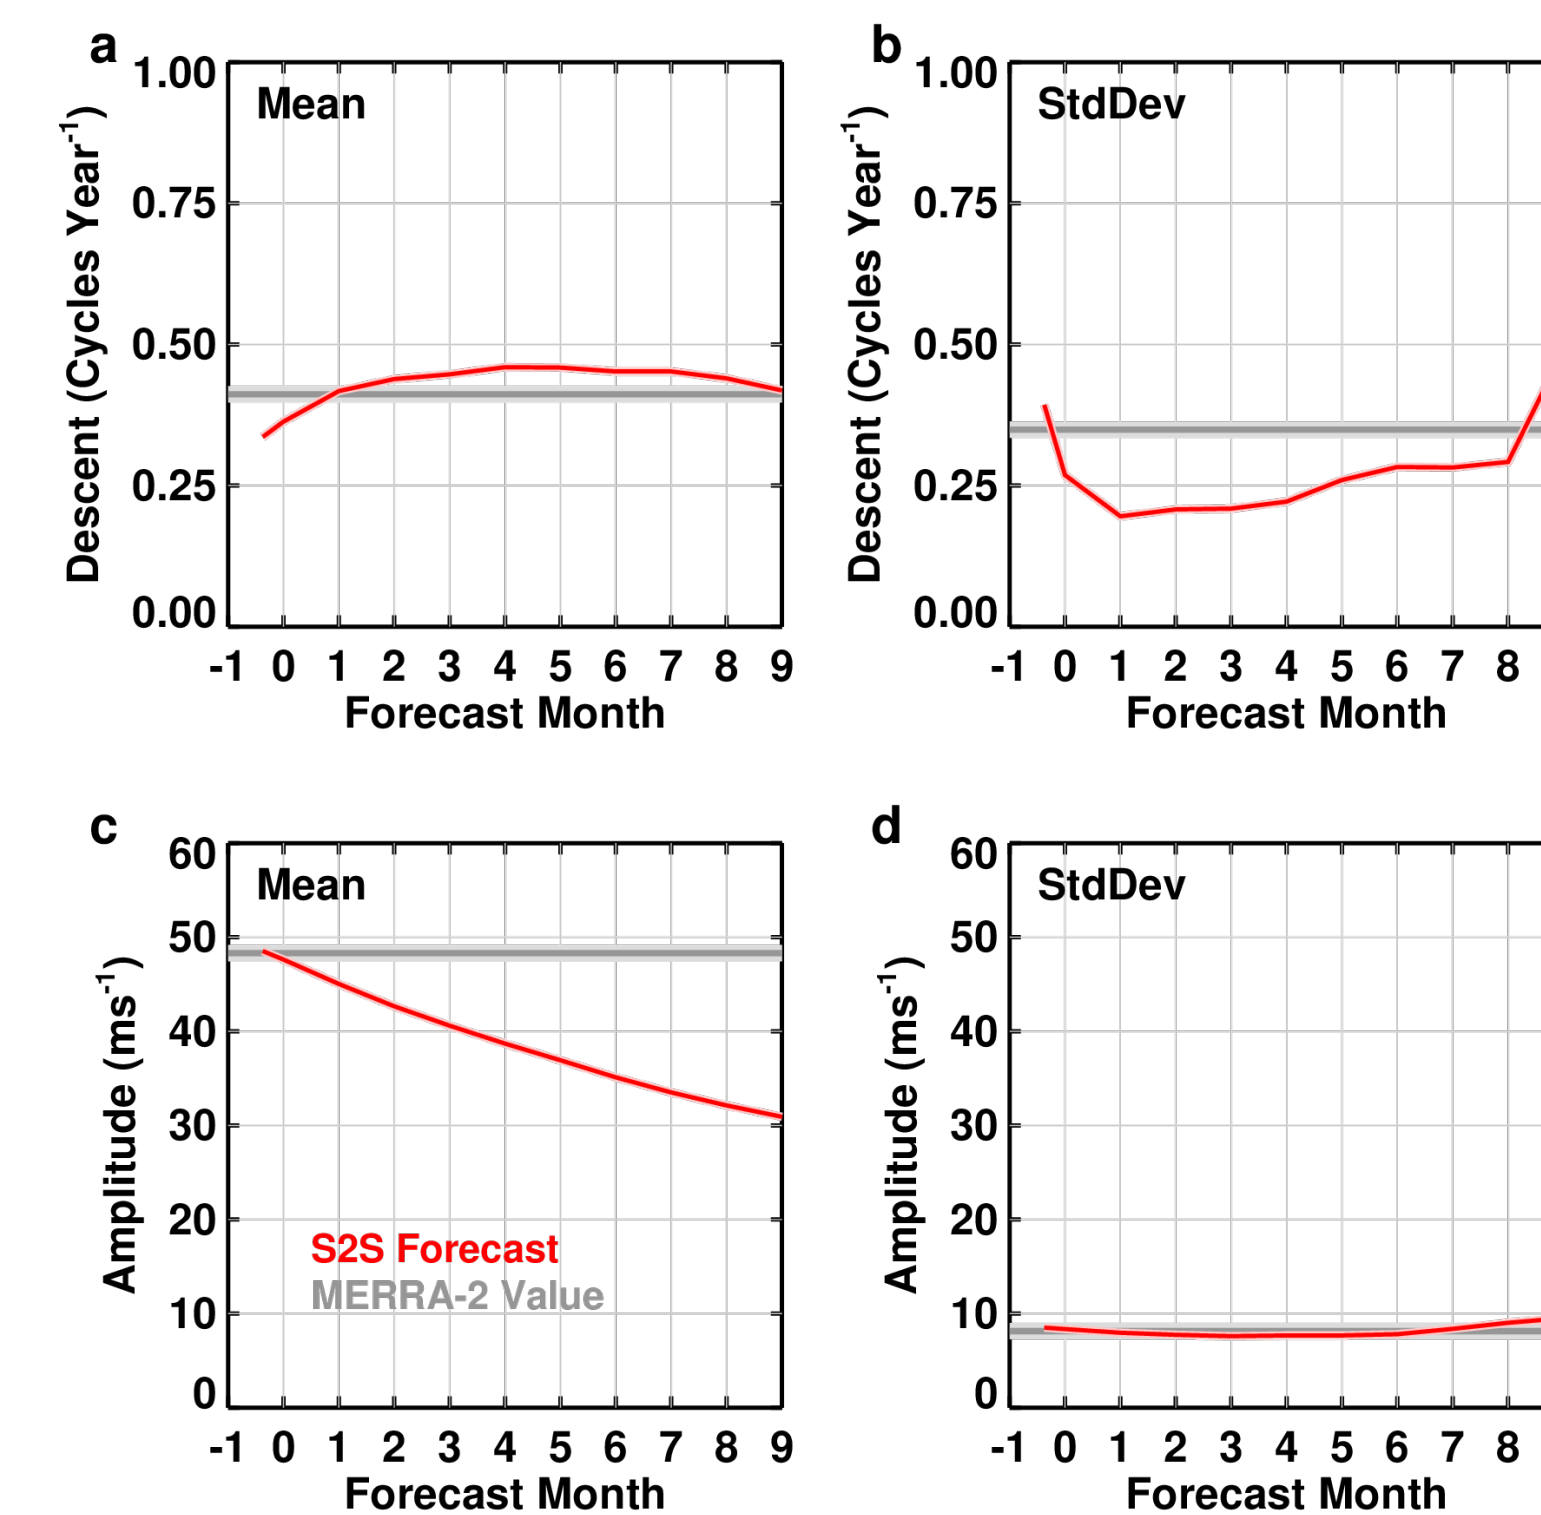 a
Mean
1.00
0.75
0.50
0.25
0.00
Descent (Cycles Year⁻¹)
-1 0 1 2 3 4 5 6 7 8 9
Forecast Month
b
StdDev
1.00
0.75
0.50
0.25
0.00
Descent (Cycles Year⁻¹)
-1 0 1 2 3 4 5 6 7 8
Forecast Month
c
Mean
60
50
40
30
20
10
0
Amplitude (ms⁻¹)
S2S Forecast
MERRA-2 Value
-1 0 1 2 3 4 5 6 7 8 9
Forecast Month
d
StdDev
60
50
40
30
20
10
0
Amplitude (ms⁻¹)
-1 0 1 2 3 4 5 6 7 8
Forecast Month